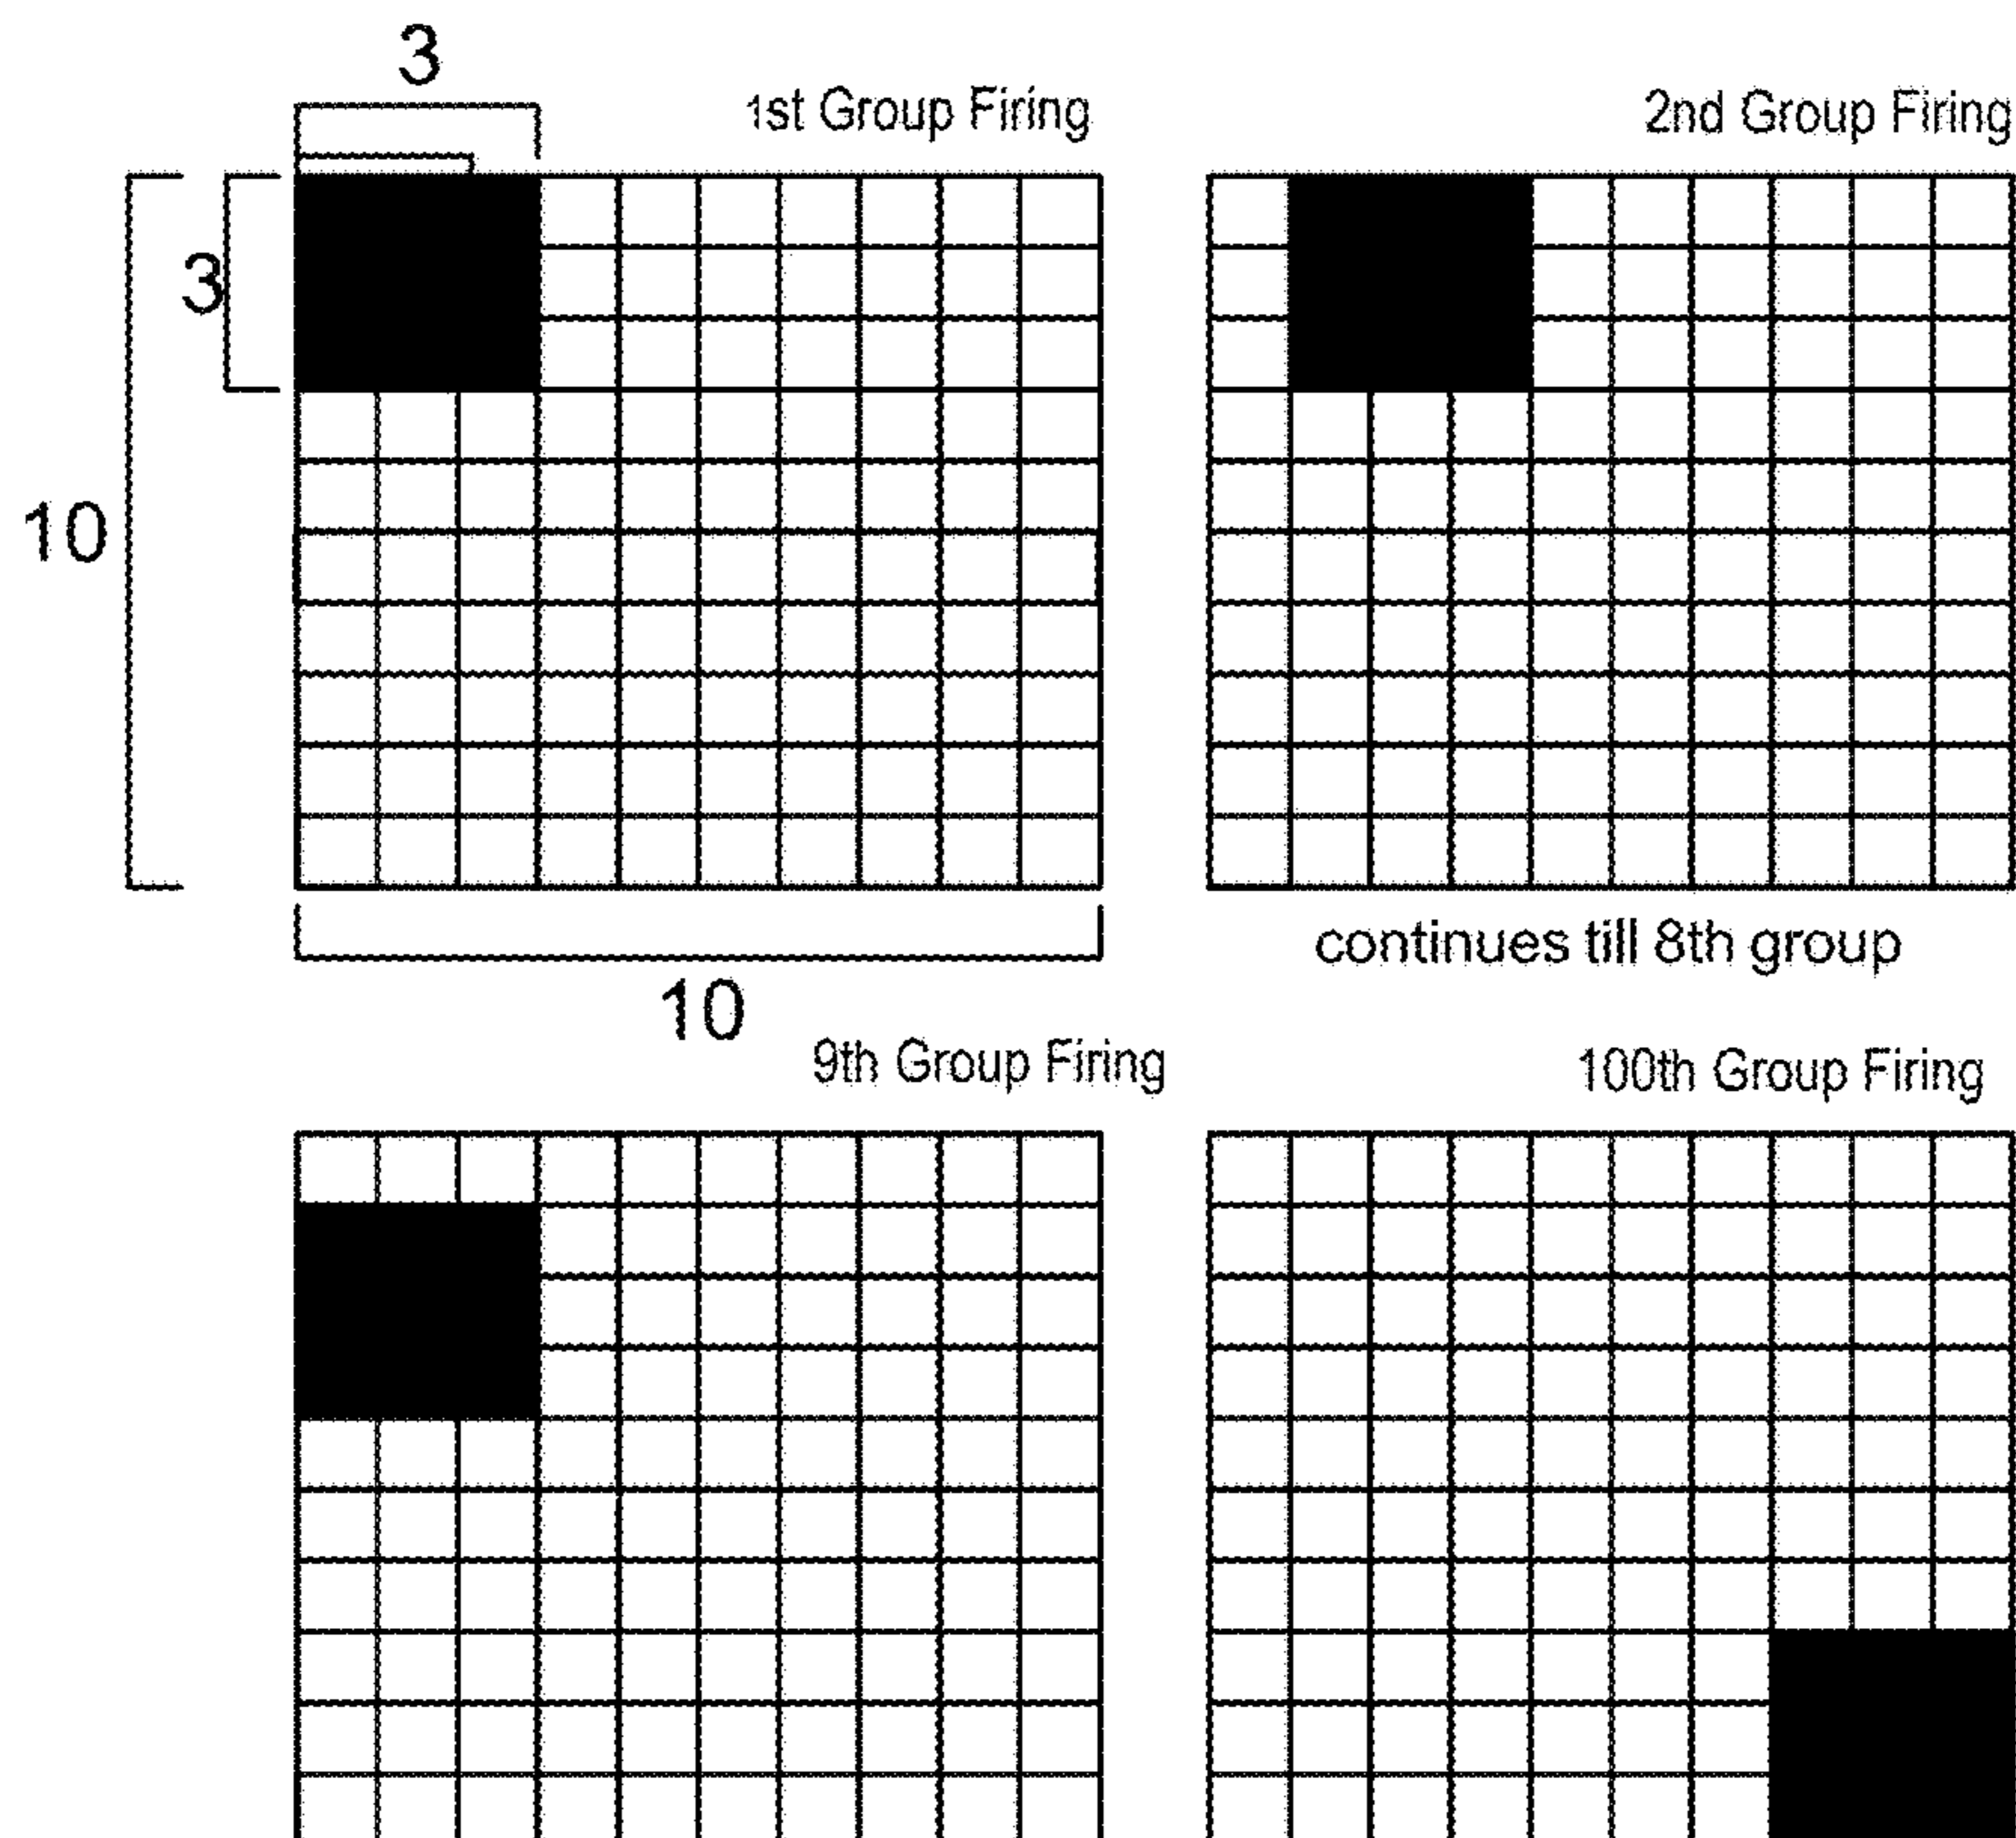 3
1st Group Firing
2nd Group Firing
3
10
continues till 8th group
10
9th Group Firing
100th Group Firing